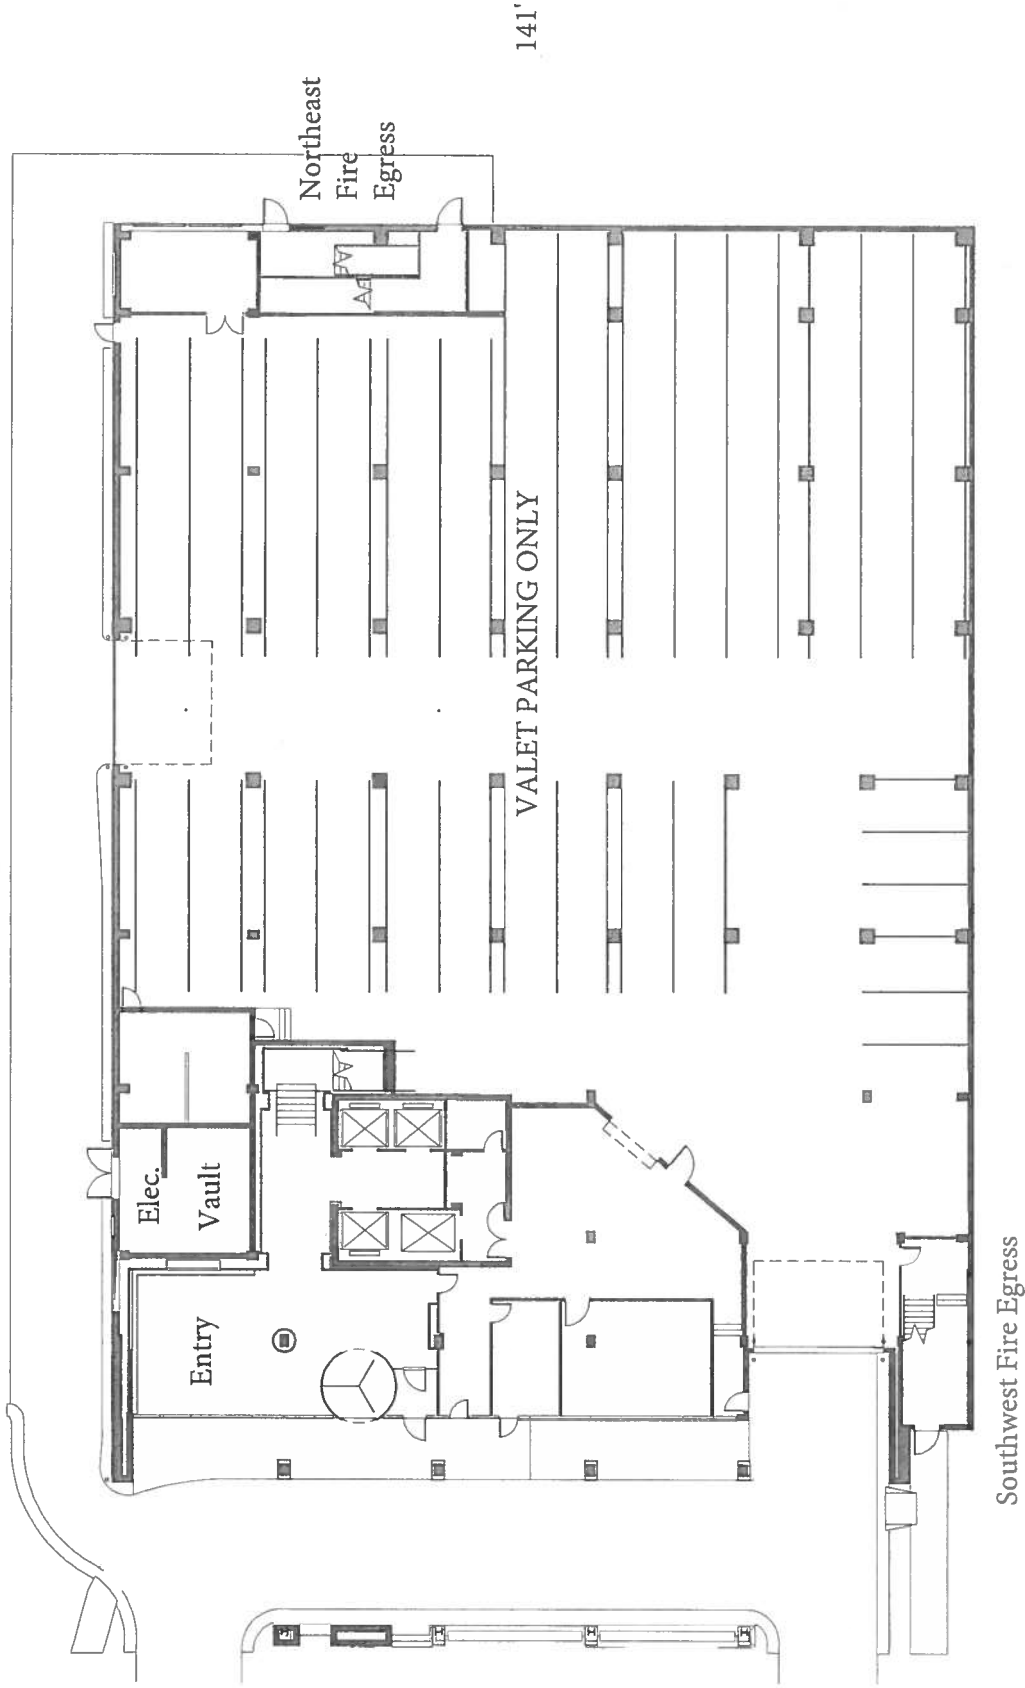 141'
Northeast
Fire
Egress
VALET PARKING ONLY
Elec.
Vault
Entry
Southwest Fire Egress